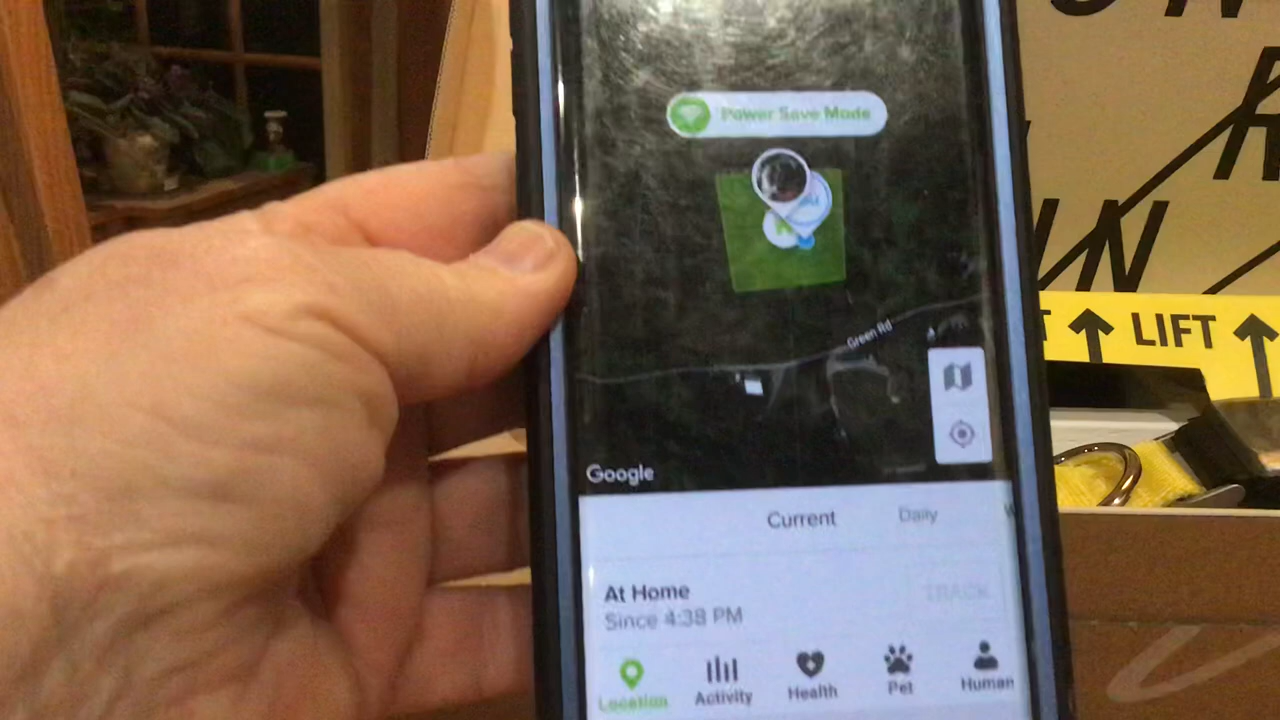 Power Save Mode
Green Rd
Google
Current
Daily
At Home
TRACK
Since 4:38 PM
Location
Activity
Health
Pet
Human
LIFT